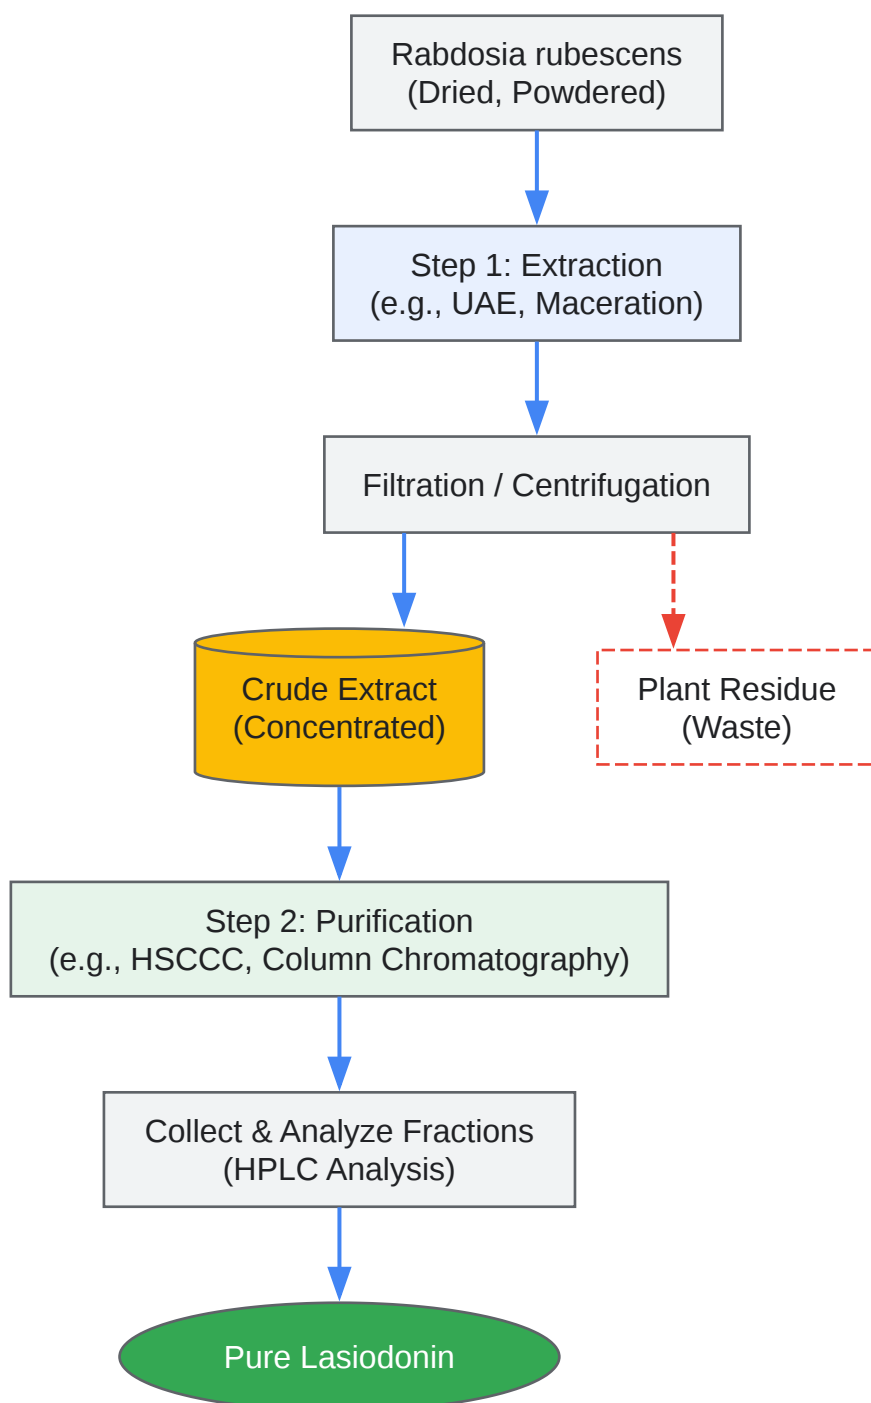 Rabdosia rubescens
(Dried, Powdered)
Step 1: Extraction
(e.g., UAE, Maceration)
Filtration / Centrifugation
Crude Extract
(Concentrated)
Plant Residue
(Waste)
Step 2: Purification
(e.g., HSCCC, Column Chromatography)
Collect & Analyze Fractions
(HPLC Analysis)
Pure Lasiodonin